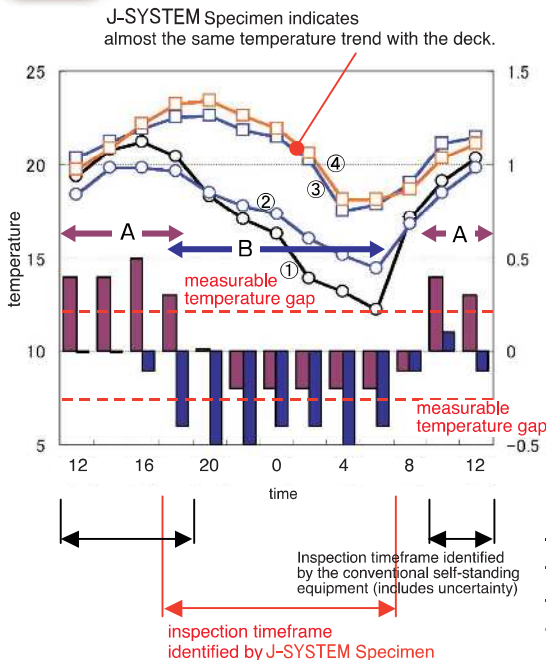 J-SYSTEM Specimen indicates
almost the same temperature trend with the deck.
25
20
15
10
5
temperature
1.5
1
0.5
0
-0.5
④
③
②
①
A
B
A
measurable
temperature gap
measurable
temperature gap
12 16 20 0 4 8 12
time
Inspection timeframe identified
by the conventional self-standing
equipment (includes uncertainty)
inspection timeframe
identified by J-SYSTEM Specimen